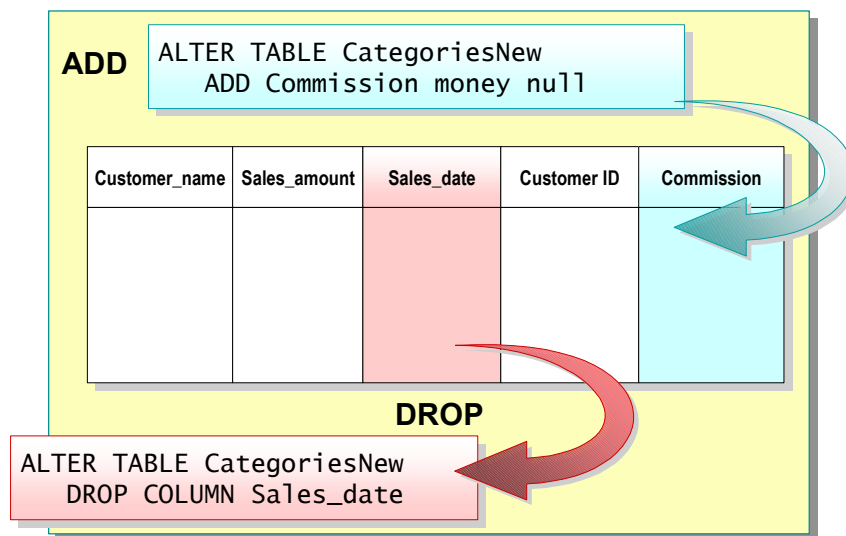 ADD
ALTER TABLE CategoriesNew
ADD Commission money null
Customer_name Sales_amount Sales_date Customer ID Commission
DROP
ALTER TABLE CategoriesNew
DROP COLUMN Sales_date